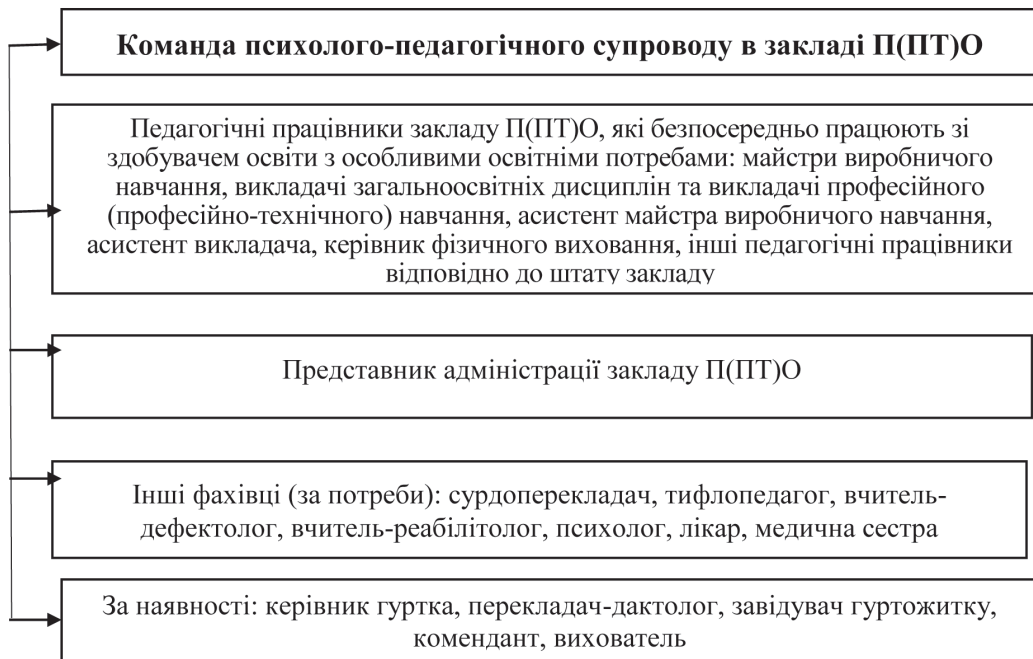 Команда психолого-педагогічного супроводу в закладі П(ПТ)О
Педагогічні працівники закладу П(ПТ)О, які безпосередньо працюють зі
здобувачем освіти з особливими освітніми потребами: майстри виробничого
навчання, викладачі загальноосвітніх дисциплін та викладачі професійного
(професійно-технічного) навчання, асистент майстра виробничого навчання,
асистент викладача, керівник фізичного виховання, інші педагогічні працівники
відповідно до штату закладу
Представник адміністрації закладу П(ПТ)О
Інші фахівці (за потреби): сурдоперекладач, тифлопедагог, вчитель-
дефектолог, вчитель-реабілітолог, психолог, лікар, медична сестра
За наявності: керівник гуртка, перекладач-дактолог, завідувач гуртожитку,
комендант, вихователь